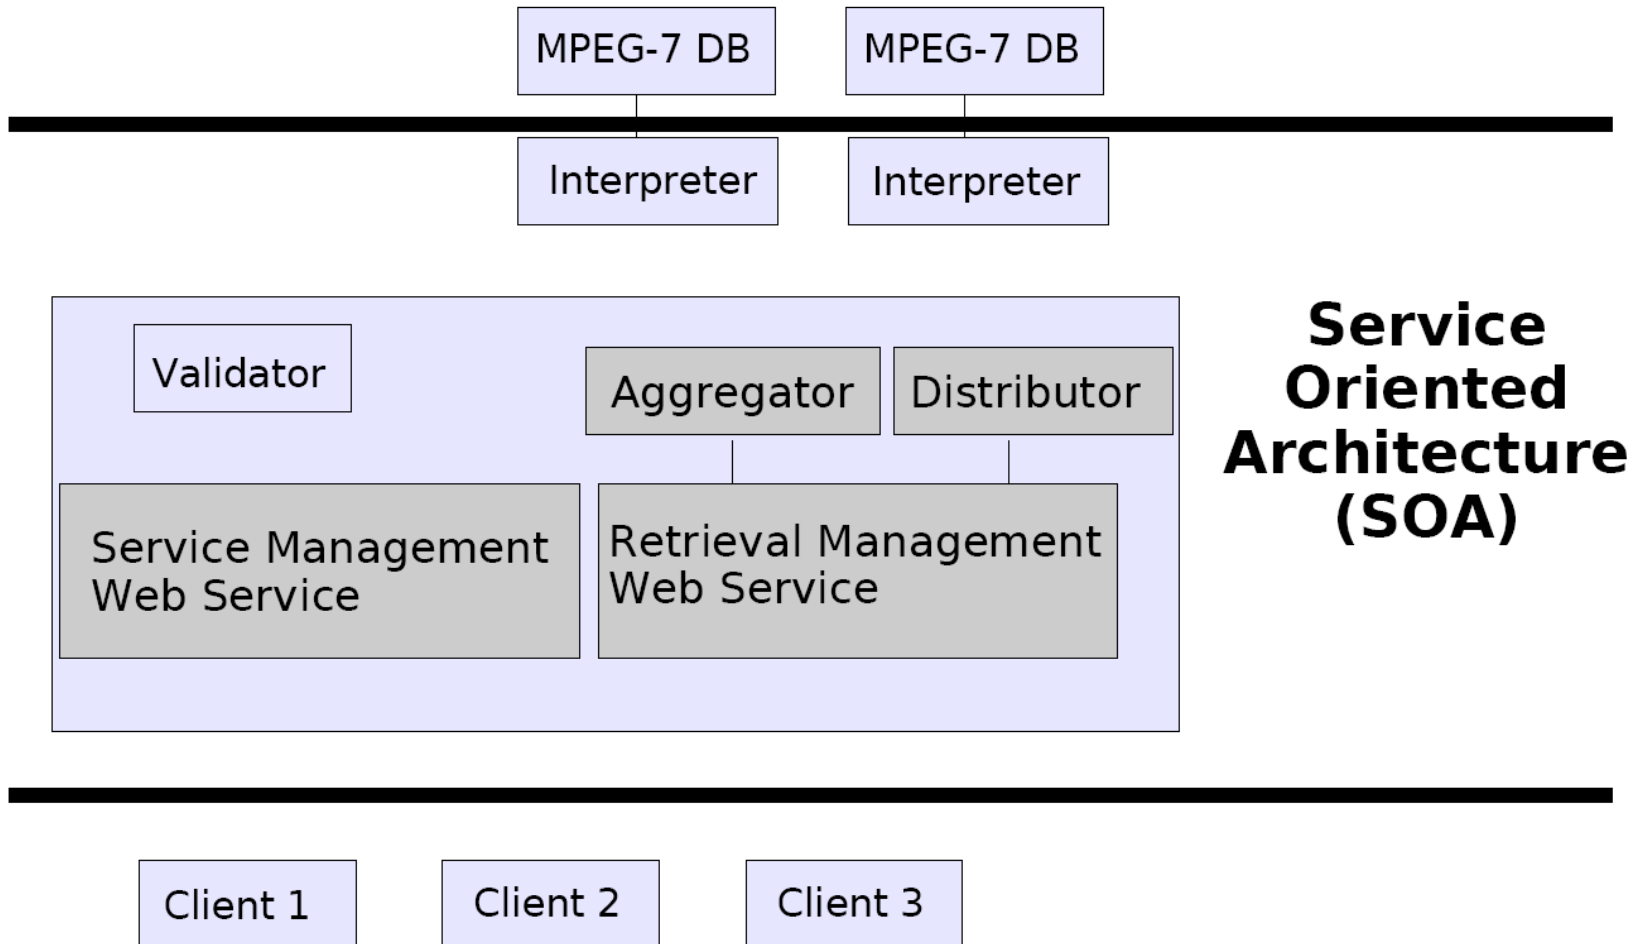 MPEG-7 DB
MPEG-7 DB
Interpreter
Interpreter
Validator
Aggregator
Distributor
Service Management
Web Service
Retrieval Management
Web Service
Service
Oriented
Architecture
(SOA)
Client 1
Client 2
Client 3